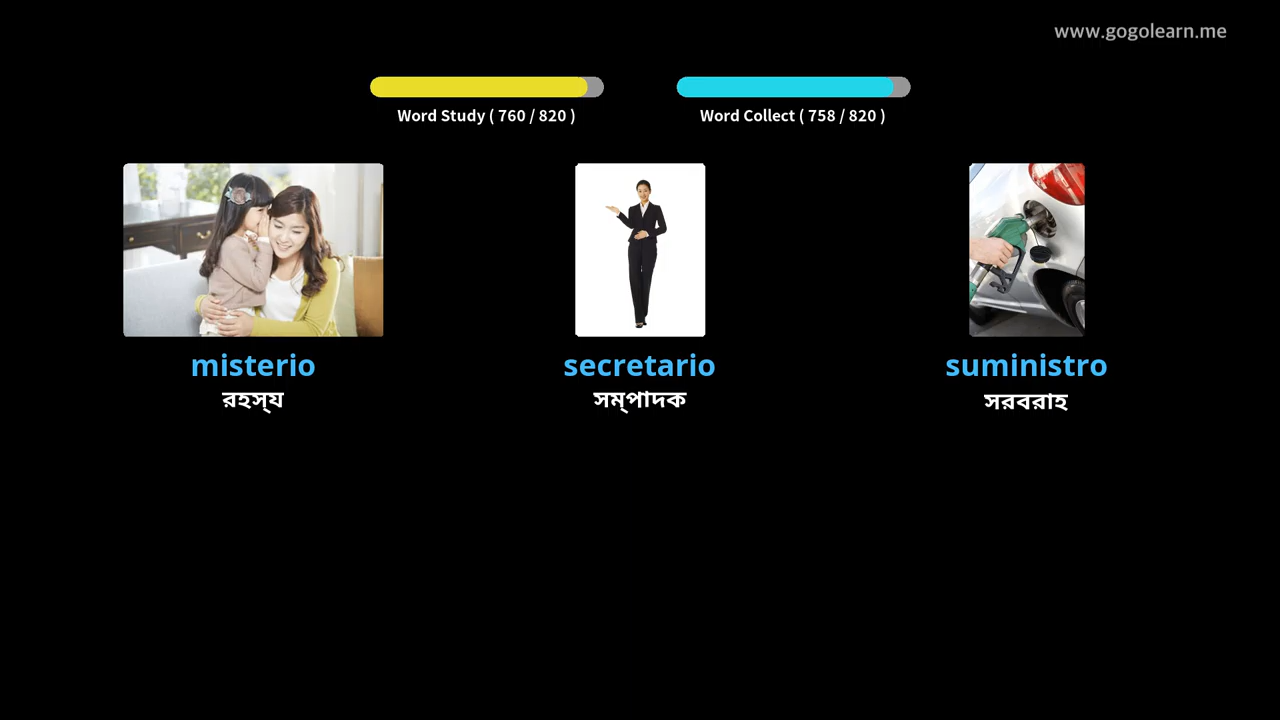 www.gogolearn.me
Word Study ( 760 / 820 )
Word Collect ( 758 / 820 )
misterio
secretario
suministro
রহস্য
সম্পাদক
সরবরাহ